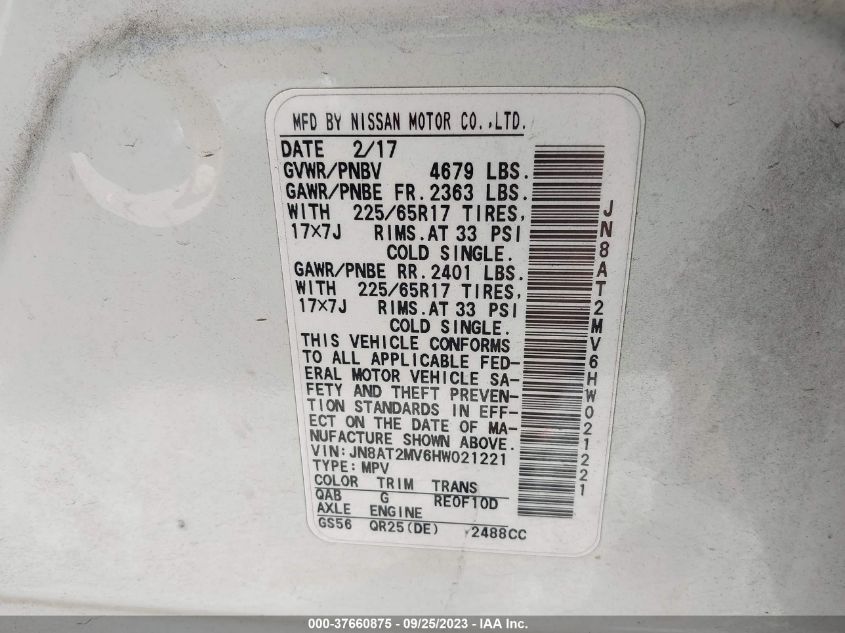 MFD BY NISSAN MOTOR CO.,LTD.
DATE 2/17
GVWR/PNBV 4679 LBS.
GAWR/PNBE FR. 2363 LBS.
WITH 225/65R17 TIRES,
17×7J RIMS.AT 33 PSI
COLD SINGLE.
GAWR/PNBE RR. 2401 LBS.
WITH 225/65R17 TIRES,
17×7J RIMS.AT 33 PSI
COLD SINGLE.
THIS VEHICLE CONFORMS
TO ALL APPLICABLE FED-
ERAL MOTOR VEHICLE SA-
FETY AND THEFT PREVEN-
TION STANDARDS IN EFF-
ECT ON THE DATE OF MA-
NUFACTURE SHOWN ABOVE.
VIN:JN8AT2MV6HW021221
TYPE:MPV
COLOR TRIM TRANS
QAB G RE0F10D
AXLE ENGINE
GS56 QR25(DE) 2488CC
JN8AT2MV6HW021221
000-37660875 - 09/25/2023 - IAA Inc.